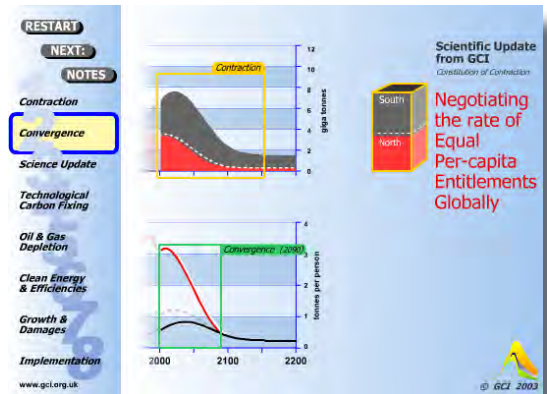 RESTART
NEXT:
NOTES
Contraction
Convergence
Science Update
Technological
Carbon Fixing
Oil & Gas
Depletion
Clean Energy
& Efficiencies
Growth &
Damages
Implementation
www.gci.org.uk
Contraction
12
10
8
6
4
2
0
giga tonnes
Convergence (2090)
4
3
2
1
0
tonnes per person
2000
2100
2200
Scientific Update
from GCI
Constitution of Contraction
South
North
Negotiating
the rate of
Equal
Per-capita
Entitlements
Globally
© GCI 2003